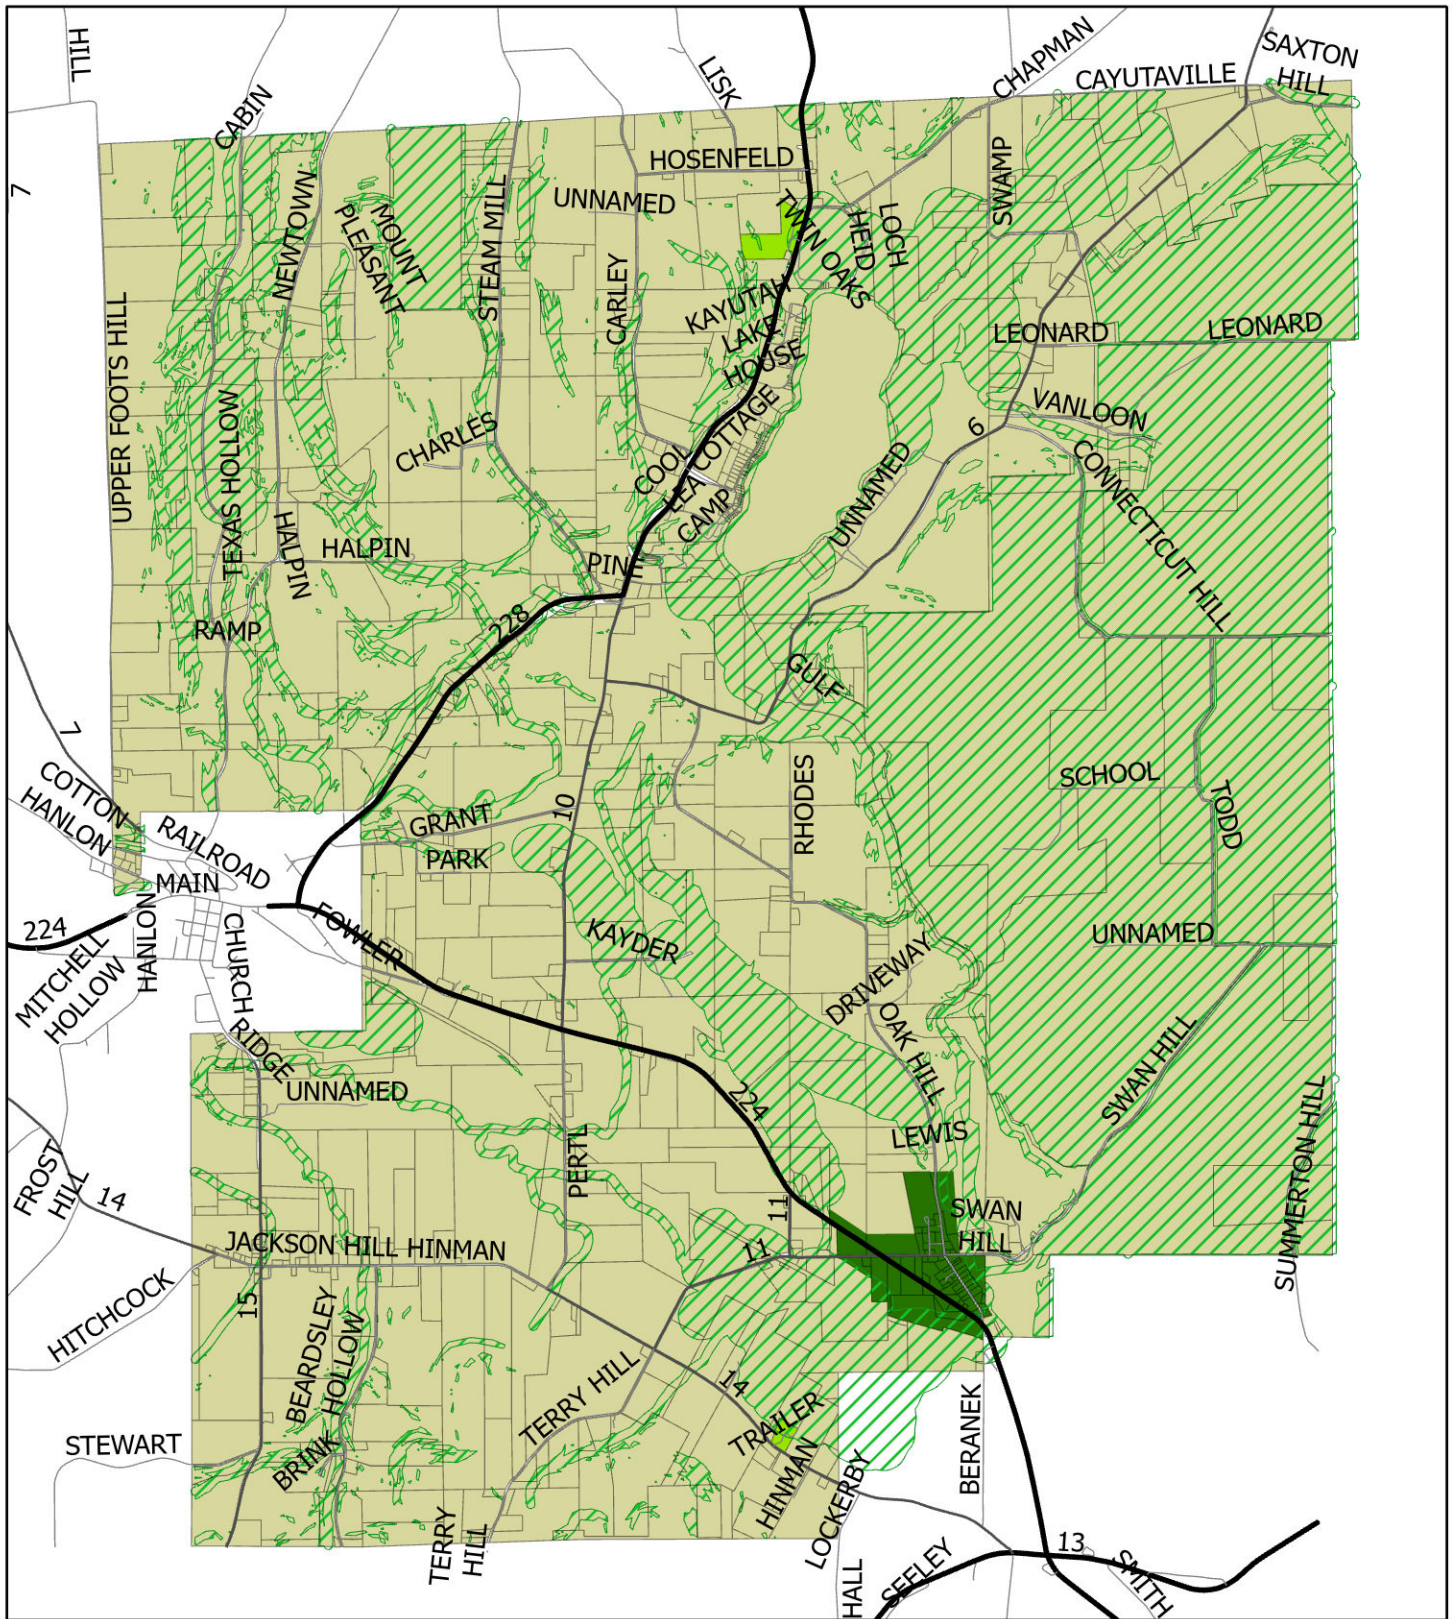 HILL
LISK
CHAPMAN
SAXTON
HILL
CAYUTAVILLE
CABIN
7
HOSENFELD
UNNAMED
SWAMP
NEWTOWN
MOUNT
PLEASANT
STEAM MILL
TWIN OAKS
HEID
LOCH
CARLEY
KAYUTAH
LAKE
HOUSE
UPPER FOOTS HILL
LEONARD
LEONARD
TEXAS HOLLOW
CHARLES
COTTAGE
VANLOON
6
COOL
LEA
CAMP
UNNAMED
CONNECTICUT HILL
HALPIN
HALPIN
PINE
RAMP
228
GULF
7
COTTON
HANLON
RAILROAD
MAIN
GRANT
PARK
10
RHODES
SCHOOL
TODD
224
HANLON
CHURCH
FOWLER
KAYDER
UNNAMED
MITCHELL
HOLLOW
DRIVEWAY
RIDGE
OAK HILL
UNNAMED
224
SWAN HILL
LEWIS
SUMMERTON HILL
FROST
HILL
14
PERTL
11
SWAN
HILL
JACKSON HILL HINMAN
11
HITCHCOCK
15
BEARDSLEY
HOLLOW
14
TERRY HILL
TRAILER
STEWART
BRINK
HINMAN
LOCKERBY
BERANEK
TERRY
HILL
HALL
SEELEY
13
SMITH